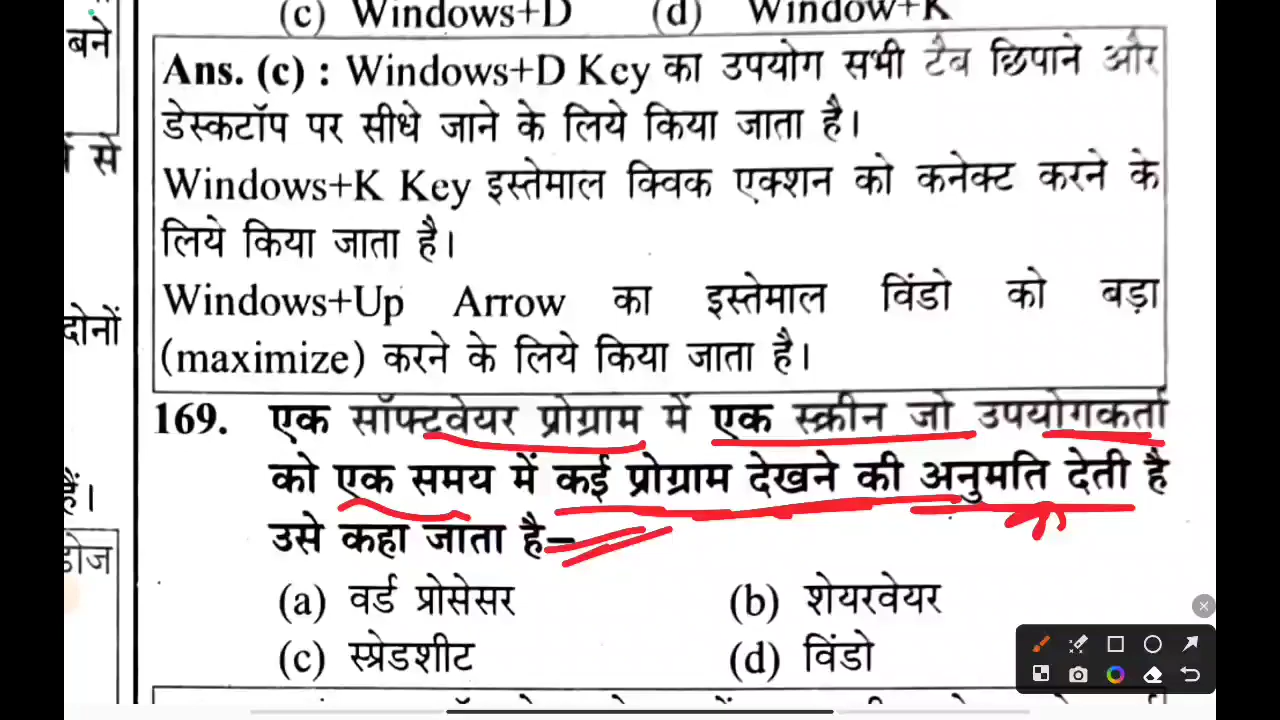 (c) Windows+D (d) Window+K
बने
Ans. (c) : Windows+D Key का उपयोग सभी टैब छिपाने और
डेस्कटॉप पर सीधे जाने के लिये किया जाता है।
से
Windows+K Key इस्तेमाल क्विक एक्शन को कनेक्ट करने के
लिये किया जाता है।
Windows+Up Arrow का इस्तेमाल विंडो को बड़ा
दोनों
(maximize) करने के लिये किया जाता है।
169. एक सॉफ्टवेयर प्रोग्राम में एक स्क्रीन जो उपयोगकर्ता
को एक समय में कई प्रोग्राम देखने की अनुमति देती है
हैं।
उसे कहा जाता है–
(a) वर्ड प्रोसेसर (b) शेयरवेयर
(c) स्प्रेडशीट (d) विंडो